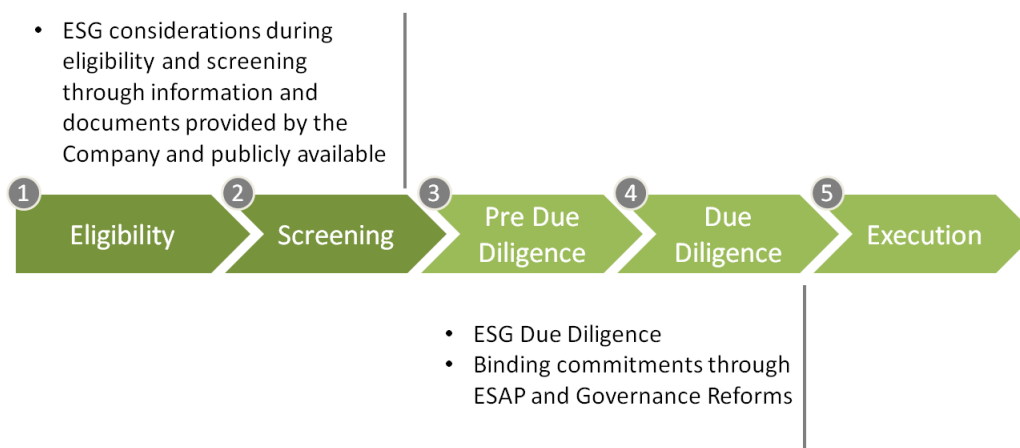 • ESG considerations during
eligibility and screening
through information and
documents provided by the
Company and publicly available
1
Eligibility
2
Screening
3
Pre Due
Diligence
4
Due
Diligence
5
Execution
• ESG Due Diligence
• Binding commitments through
ESAP and Governance Reforms